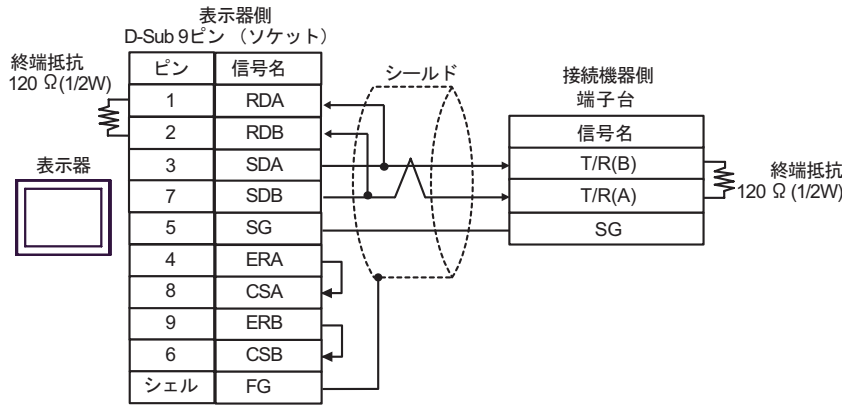 表示器側
D-Sub 9ピン (ソケット)
終端抵抗
120 Ω(1/2W)
ピン 信号名
1 RDA
2 RDB
3 SDA
7 SDB
5 SG
4 ERA
8 CSA
9 ERB
6 CSB
シェル FG
表示器
シールド
接続機器側
端子台
信号名
T/R(B)
T/R(A)
SG
終端抵抗
120 Ω (1/2W)